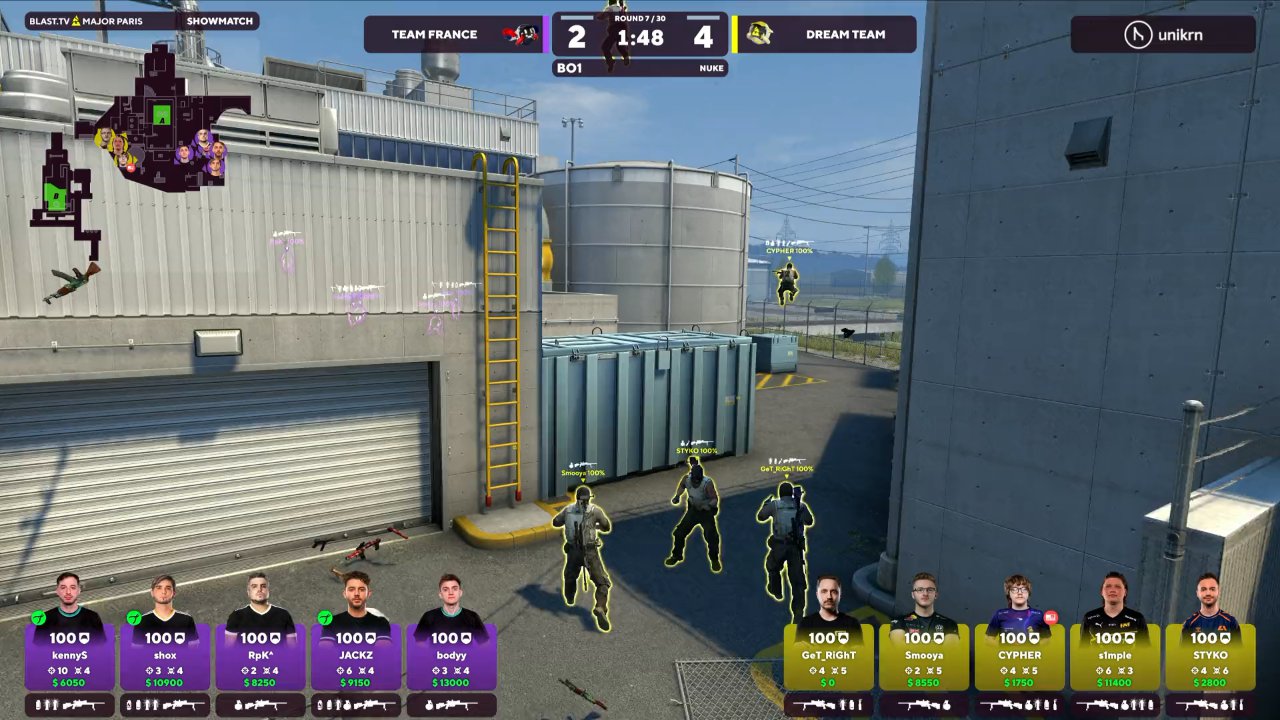 BLAST.TV MAJOR PARIS SHOWMATCH
TEAM FRANCE 2 ROUND 7 / 30 1:48 4 DREAM TEAM
unikrn
BO1 NUKE
A
B
CYPHER 100%
STYKO 100%
Smooya 100%
GeT_RiGhT 100%
100 100 100 100 100 100 100 100 100 100
kennyS shox RpK^ JACKZ bodyy GeT_RiGhT Smooya CYPHER s1mple STYKO
10 4 3 4 2 4 6 4 3 4 4 5 2 5 4 5 6 3 4 6
$ 6050 $ 10900 $ 8250 $ 9150 $ 13000 $ 0 $ 8550 $ 1750 $ 11400 $ 2800